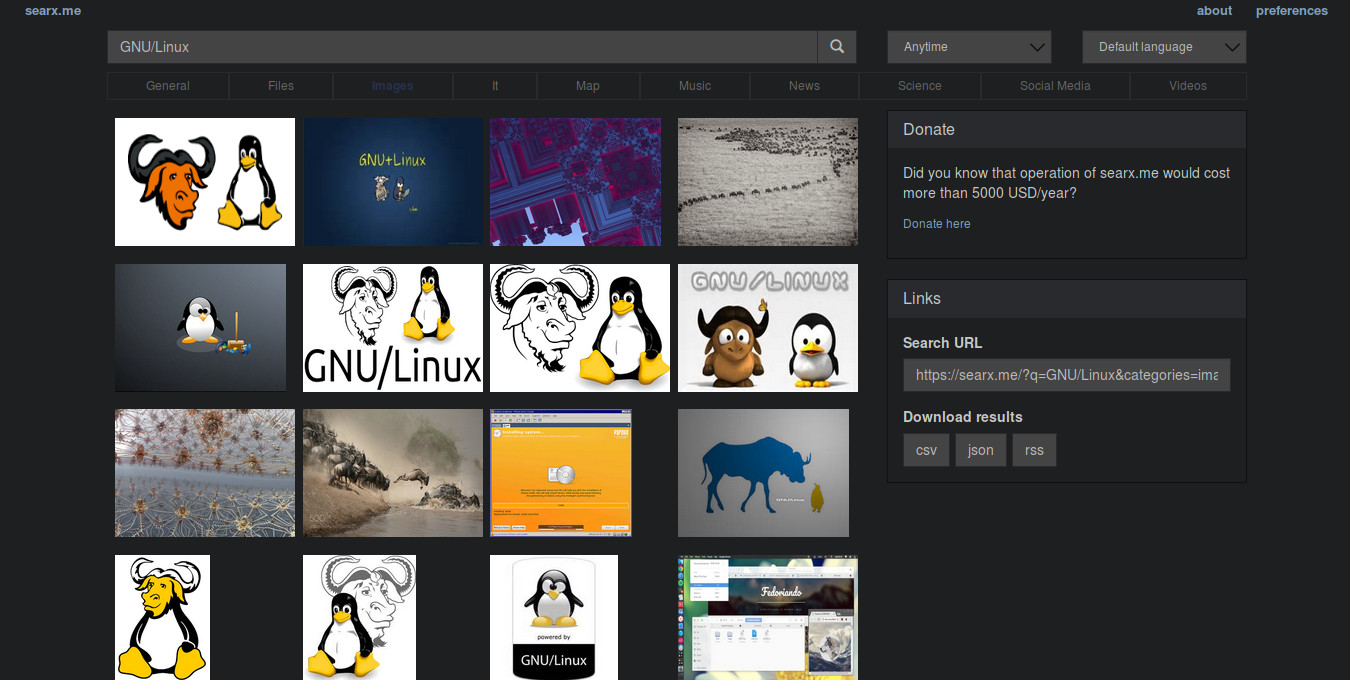 searx.me
about
preferences
GNU/Linux
Anytime
Default language
General
Files
Images
It
Map
Music
News
Science
Social Media
Videos
GNU+Linux
Donate
Did you know that operation of searx.me would cost
more than 5000 USD/year?
Donate here
GNU/Linux
GNU/LINUX
Links
Search URL
https://searx.me/?q=GNU/Linux&categories=ima
Download results
csv
json
rss
powered by
GNU/Linux
Fedoriando